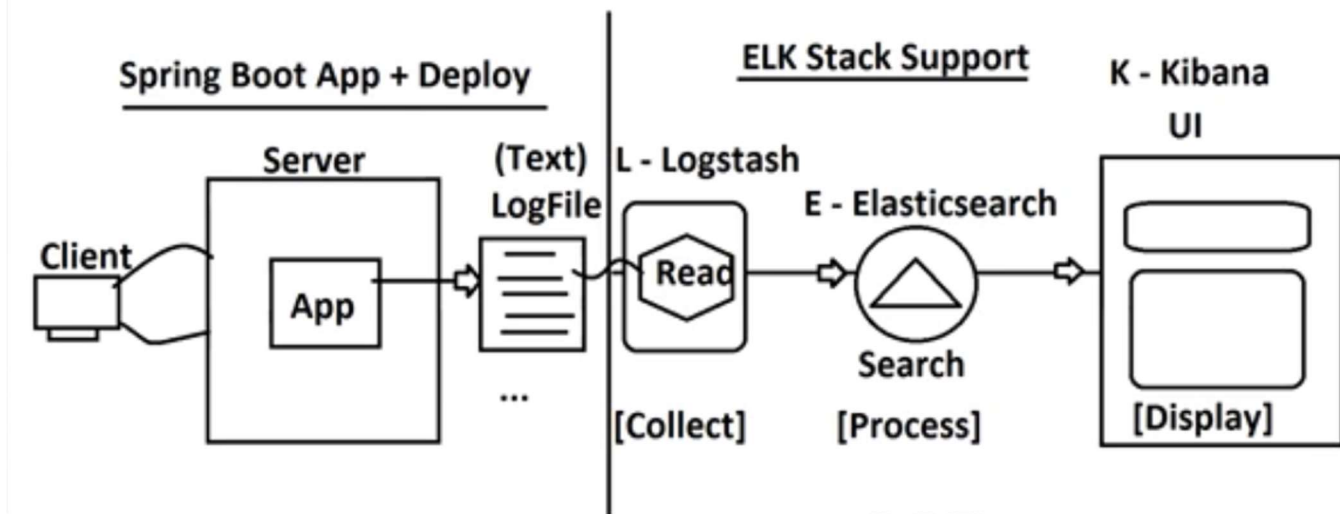 Spring Boot App + Deploy
Server
Client
App
(Text)
LogFile
...
ELK Stack Support
L - Logstash
Read
[Collect]
E - Elasticsearch
Search
[Process]
K - Kibana
UI
[Display]